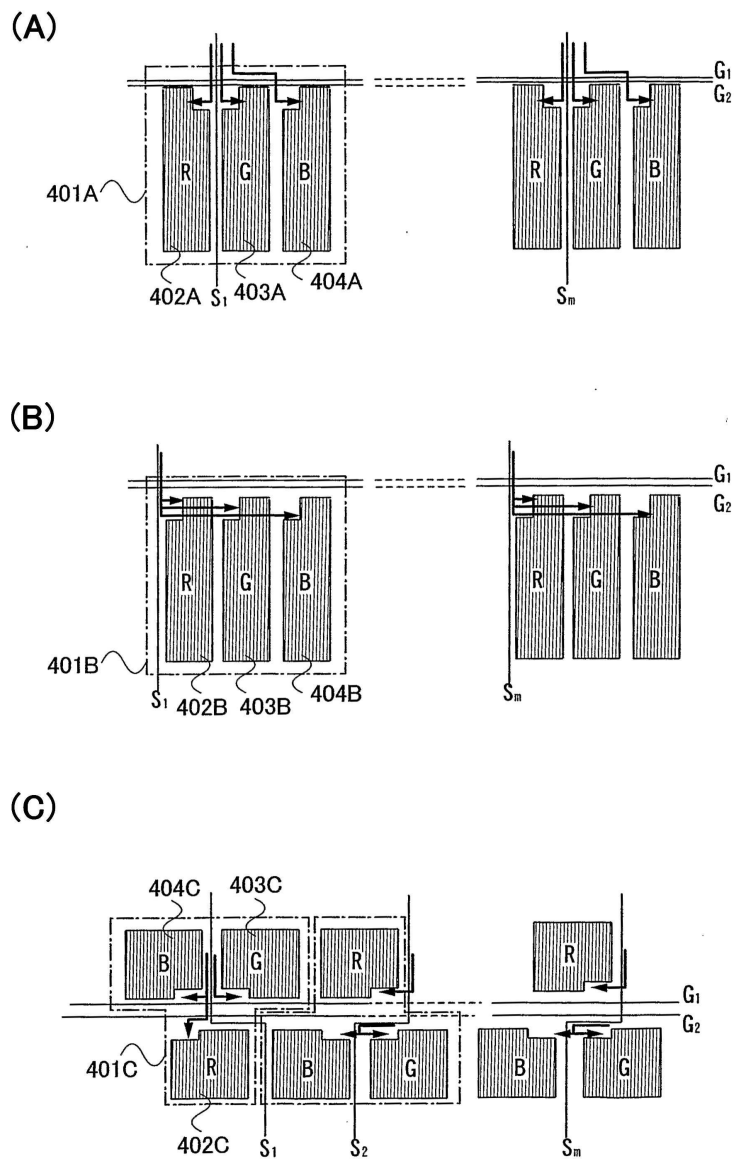 (A)
G1
G2
R G B R G B
401A
402A S1 403A 404A Sm
(B)
G1
G2
R G B R G B
401B
S1 402B 403B 404B Sm
(C)
404C 403C
B G R R
G1
G2
401C
R B G B G
402C S1 S2 Sm